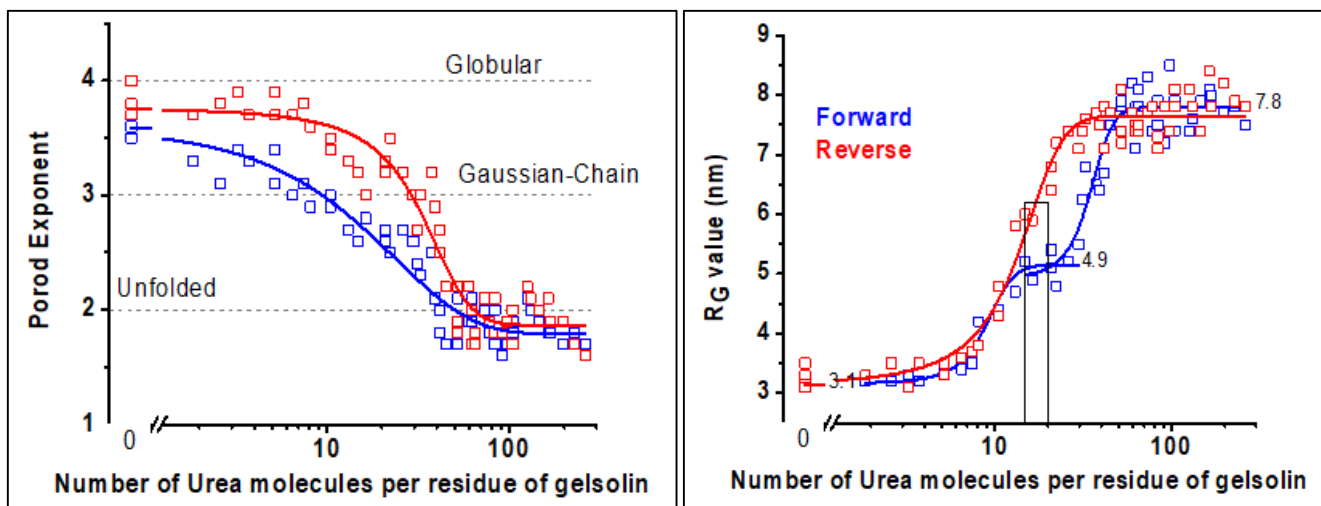 Porod Exponent
4
3
2
1
Globular
Gaussian-Chain
Unfolded
0
10
100
Number of Urea molecules per residue of gelsolin
RG value (nm)
9
8
7
6
5
4
3
Forward
Reverse
7.8
4.9
3.1
0
10
100
Number of Urea molecules per residue of gelsolin